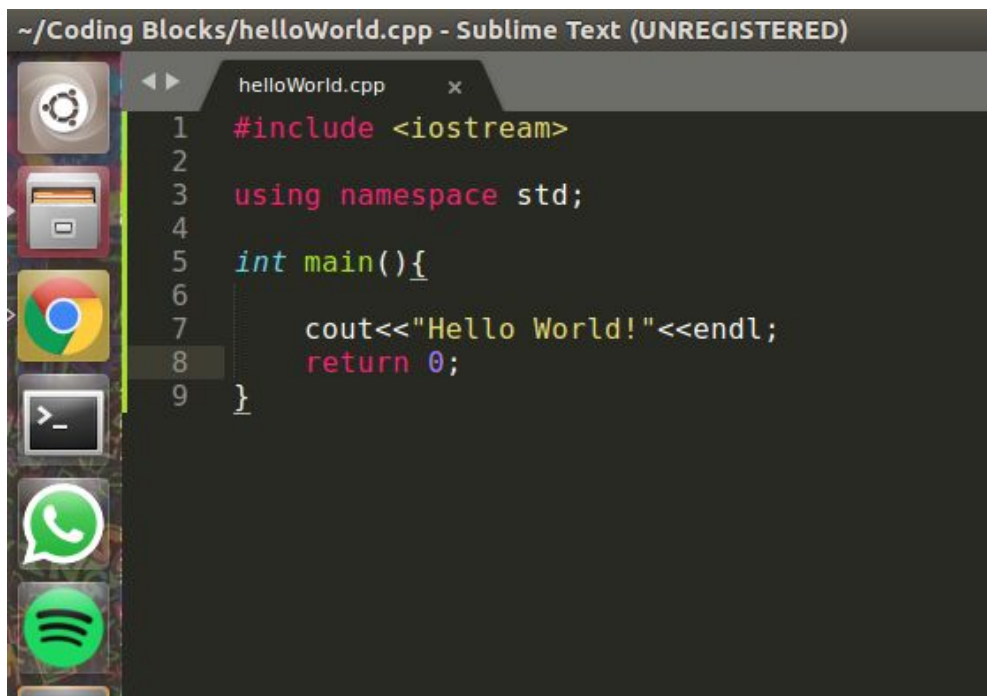 ~/Coding Blocks/helloWorld.cpp - Sublime Text (UNREGISTERED)
helloWorld.cpp ×
1 #include <iostream>
2
3 using namespace std;
4
5 int main(){
6
7     cout<<"Hello World!"<<endl;
8     return 0;
9 }
>_